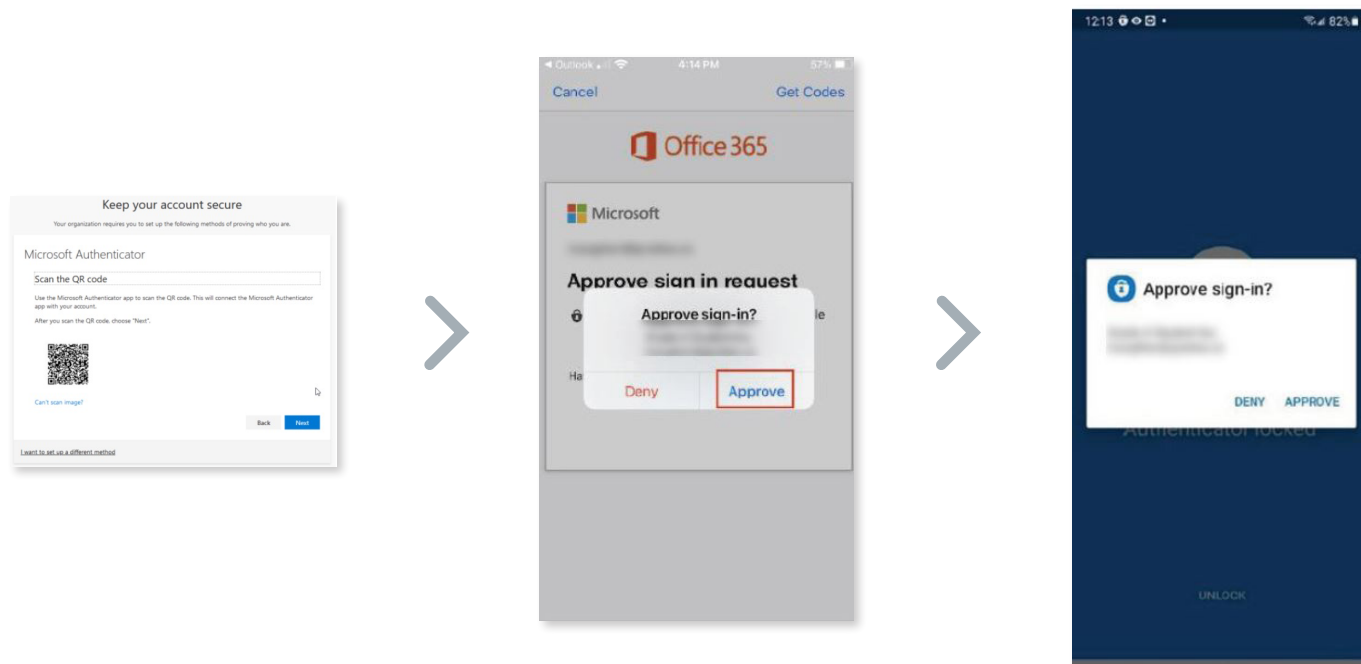 Keep your account secure
Your organization requires you to set up the following methods of proving who you are.
Microsoft Authenticator
Scan the QR code
Use the Microsoft Authenticator app to scan the QR code. This will connect the Microsoft Authenticator
app with your account.
After you scan the QR code, choose "Next".
Can't scan image?
Back Next
I want to set up a different method
Outlook 4:14 PM 57%
Cancel Get Codes
Office 365
Microsoft
Approve sign in request
Approve sign-in?
le
Ha
Deny Approve
12:13 82%
Approve sign-in?
DENY APPROVE
Authenticator locked
UNLOCK